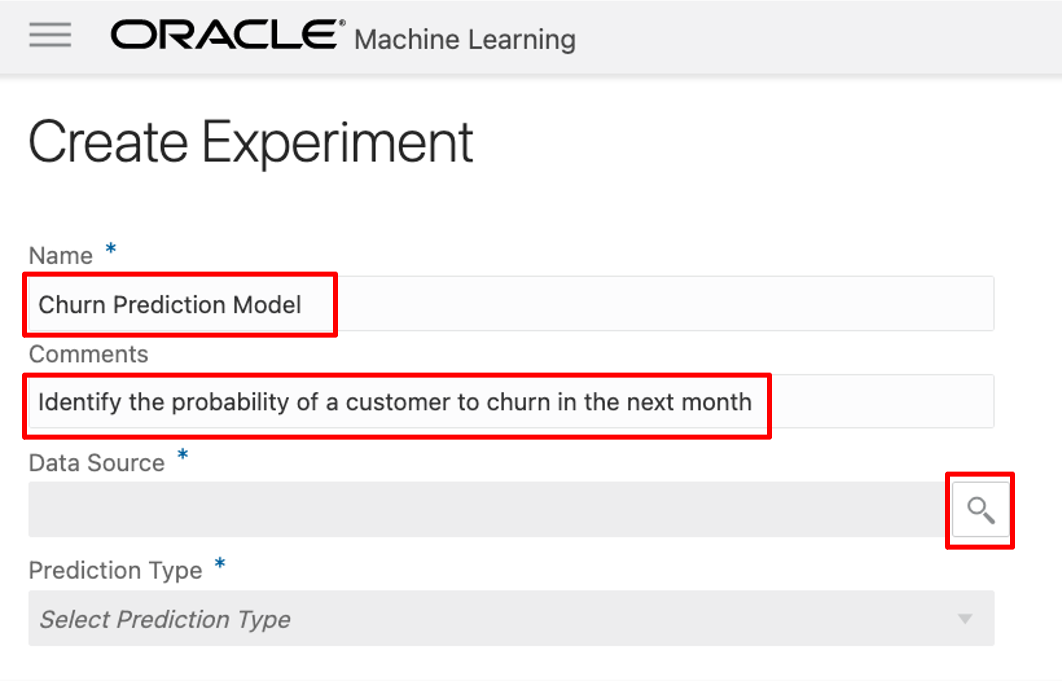 ORACLE® Machine Learning
Create Experiment
Name *
Churn Prediction Model
Comments
Identify the probability of a customer to churn in the next month
Data Source *
Prediction Type *
Select Prediction Type